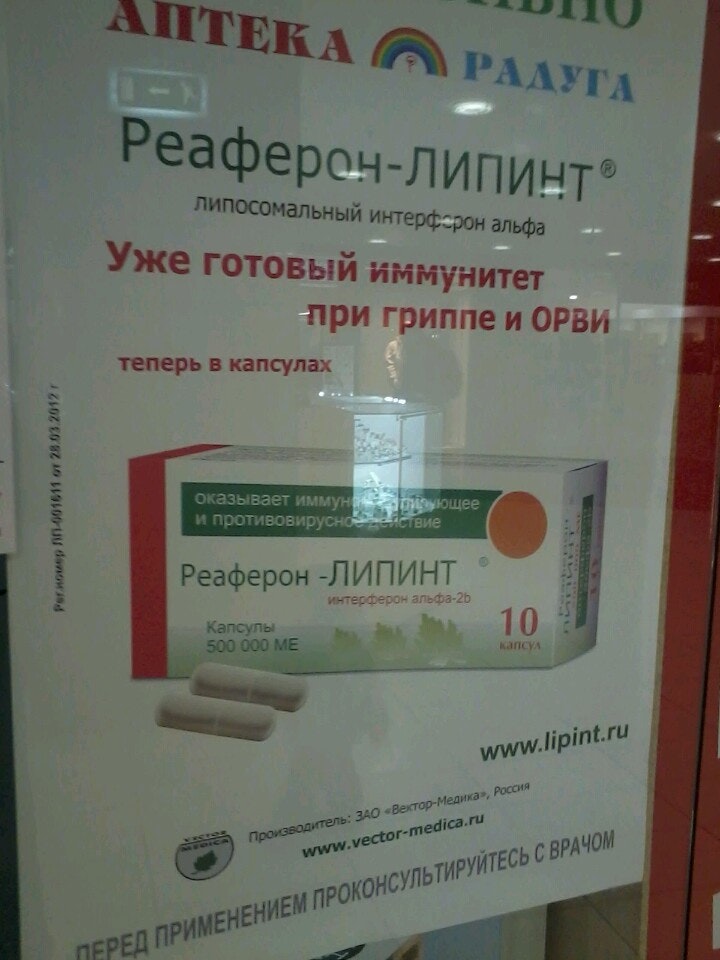 АПТЕКА РАДУГА
Реаферон-ЛИПИНТ®
липосомальный интерферон альфа
Уже готовый иммунитет
при гриппе и ОРВИ
теперь в капсулах
Рег.номер ЛП-001611 от 28.03.2012 г
оказывает
и противовирусное действие
Реаферон -ЛИПИНТ®
интерферон альфа-2b
Капсулы
500 000 МЕ
10
капсул
www.lipint.ru
VECTOR
MEDICA
Производитель: ЗАО «Вектор-Медика», Россия
www.vector-medica.ru
ПЕРЕД ПРИМЕНЕНИЕМ ПРОКОНСУЛЬТИРУЙТЕСЬ С ВРАЧОМ